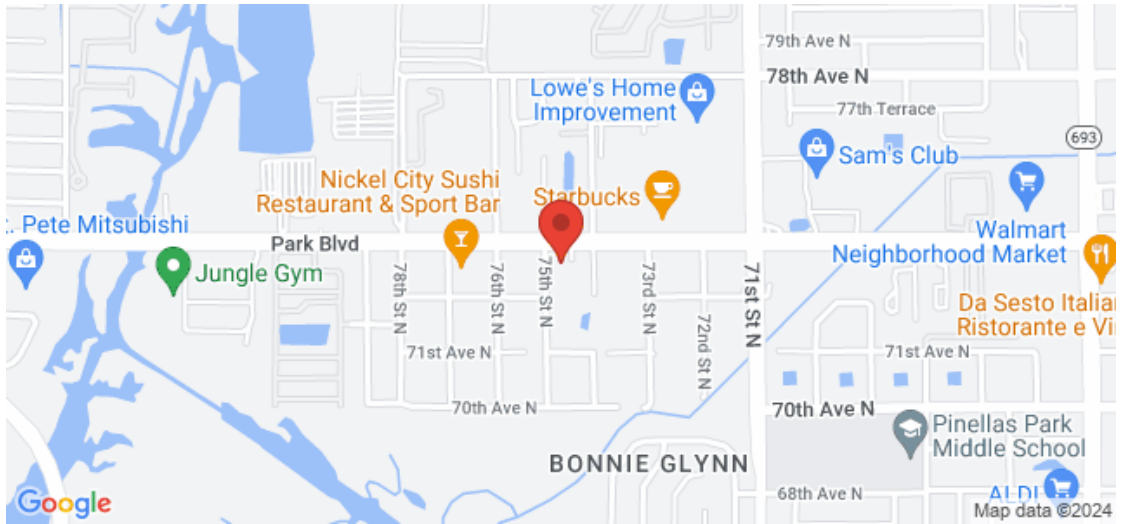 79th Ave N
78th Ave N
77th Terrace
Lowe's Home
Improvement
693
Sam's Club
Nickel City Sushi
Restaurant & Sport Bar
Starbucks
Walmart
Neighborhood Market
. Pete Mitsubishi
Park Blvd
Jungle Gym
78th St N
76th St N
75th St N
73rd St N
72nd St N
71st St N
Da Sesto Italia
Ristorante e Vi
71st Ave N
71st Ave N
70th Ave N
70th Ave N
Pinellas Park
Middle School
BONNIE GLYNN
68th Ave N
ALDI
Google
Map data ©2024